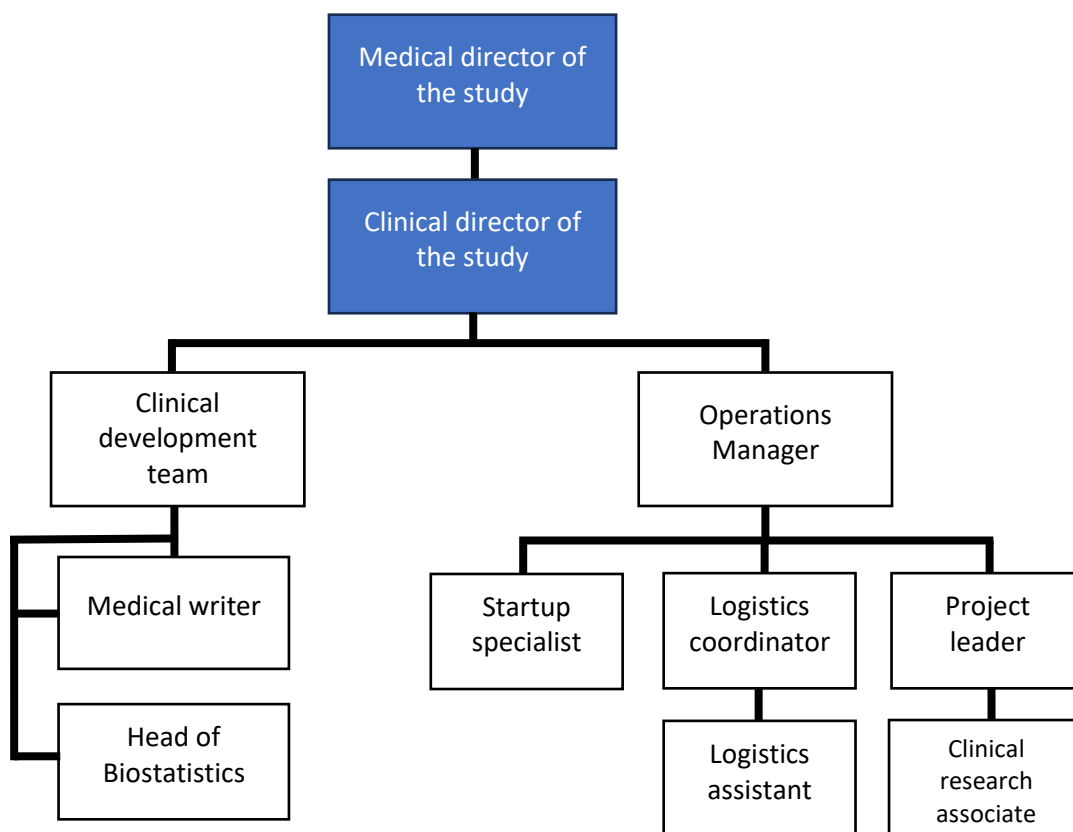 Medical director of
the study
Clinical director of
the study
Clinical
development
team
Operations
Manager
Medical writer
Startup
specialist
Logistics
coordinator
Project
leader
Head of
Biostatistics
Logistics
assistant
Clinical
research
associate